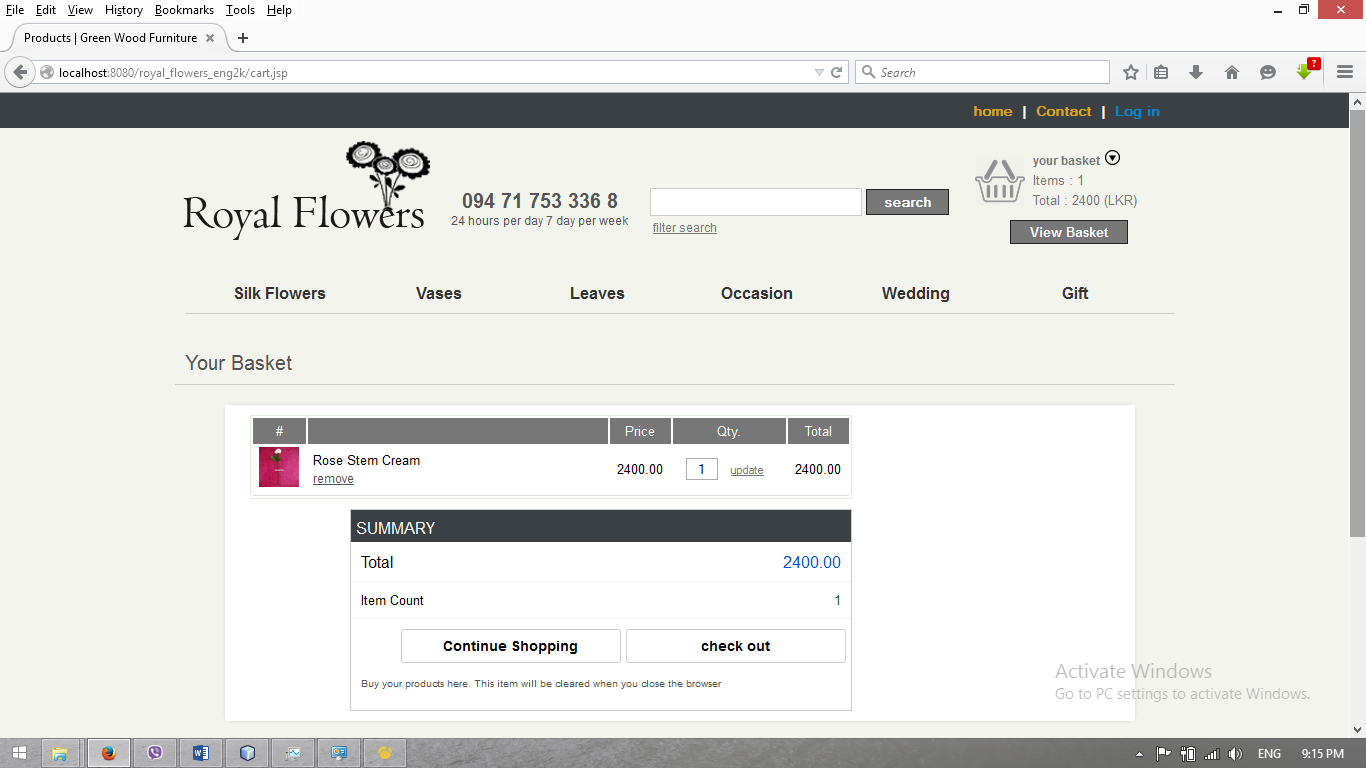 File Edit View History Bookmarks Tools Help
Products | Green Wood Furniture
localhost:8080/royal_flowers_eng2k/cart.jsp
Search
?
home | Contact | Log in
Royal Flowers
094 71 753 336 8
24 hours per day 7 day per week
search
filter search
your basket
Items : 1
Total : 2400 (LKR)
View Basket
Silk Flowers Vases Leaves Occasion Wedding Gift
Your Basket
# Price Qty. Total
Rose Stem Cream 2400.00 1 update 2400.00
remove
SUMMARY
Total 2400.00
Item Count 1
Continue Shopping check out
Buy your products here. This item will be cleared when you close the browser
Activate Windows
Go to PC settings to activate Windows.
ENG 9:15 PM